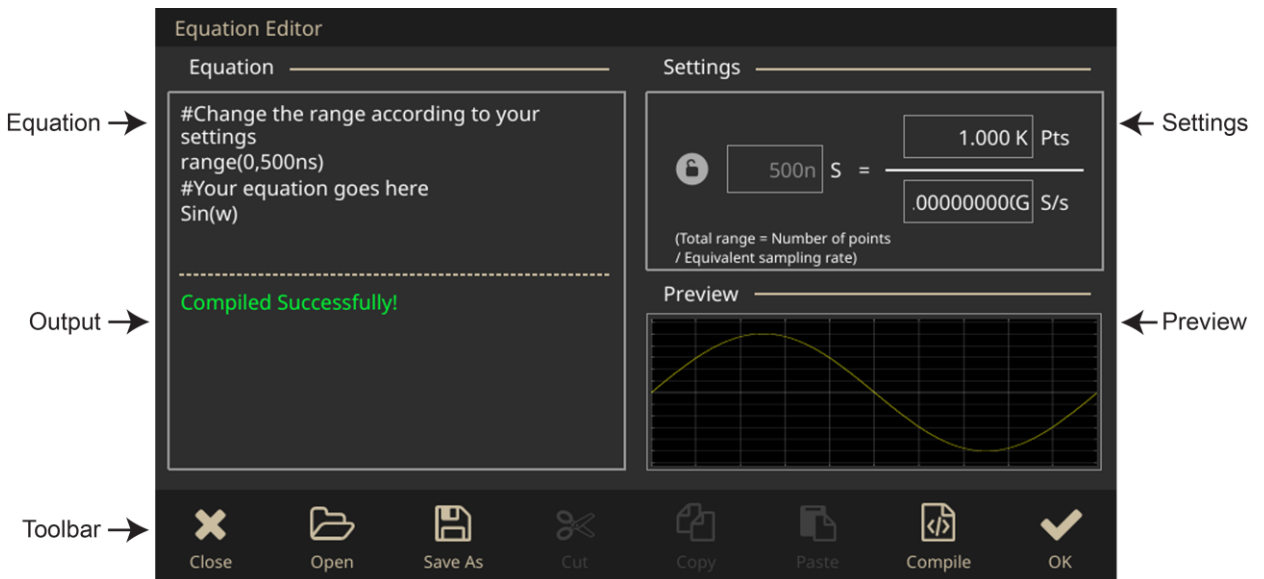 Equation Editor
Equation
Settings
Equation
#Change the range according to your
settings
range(0,500ns)
#Your equation goes here
Sin(w)
1.000 K Pts
500n S =
.00000000(G S/s
(Total range = Number of points
/ Equivalent sampling rate)
Settings
Output
Compiled Successfully!
Preview
Preview
Toolbar
Close
Open
Save As
Cut
Copy
Paste
Compile
OK